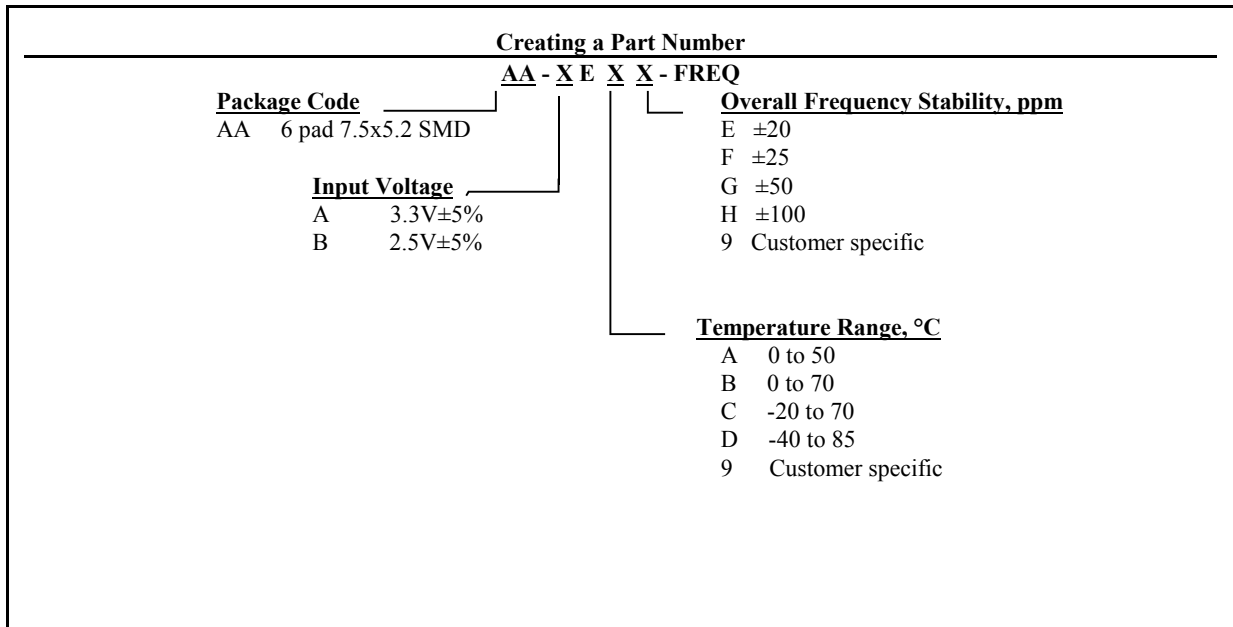 Creating a Part Number
AA - X E X X - FREQ
Package Code
AA 6 pad 7.5x5.2 SMD
Input Voltage
A 3.3V±5%
B 2.5V±5%
Overall Frequency Stability, ppm
E ±20
F ±25
G ±50
H ±100
9 Customer specific
Temperature Range, °C
A 0 to 50
B 0 to 70
C -20 to 70
D -40 to 85
9 Customer specific